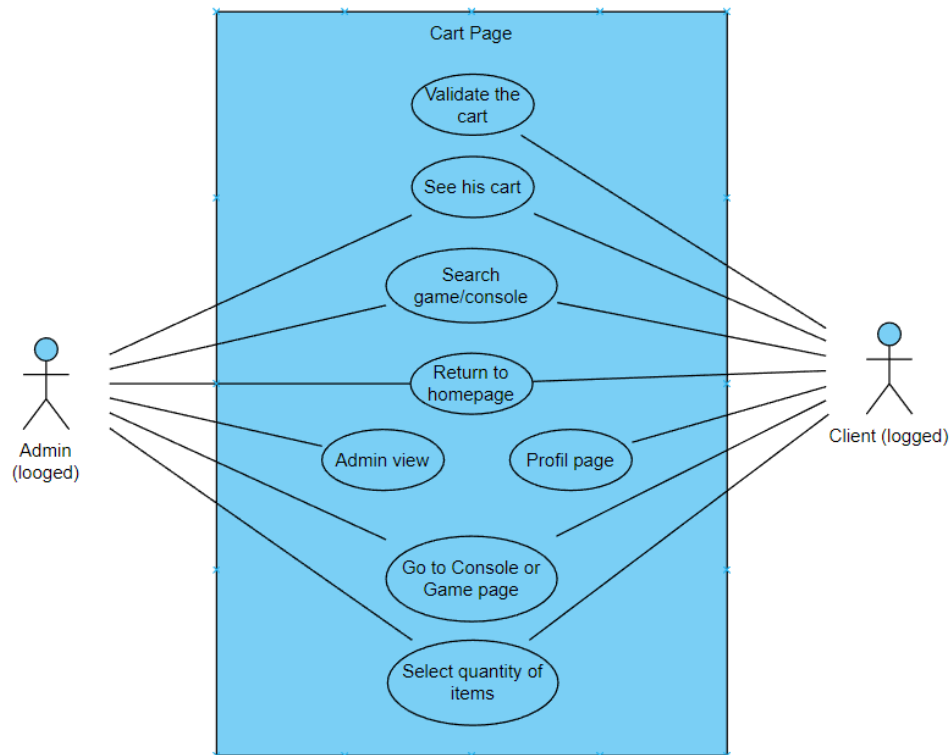 Cart Page
Validate the
cart
See his cart
Search
game/console
Return to
homepage
Admin view
Profil page
Go to Console or
Game page
Select quantity of
items
Admin
(looged)
Client (logged)